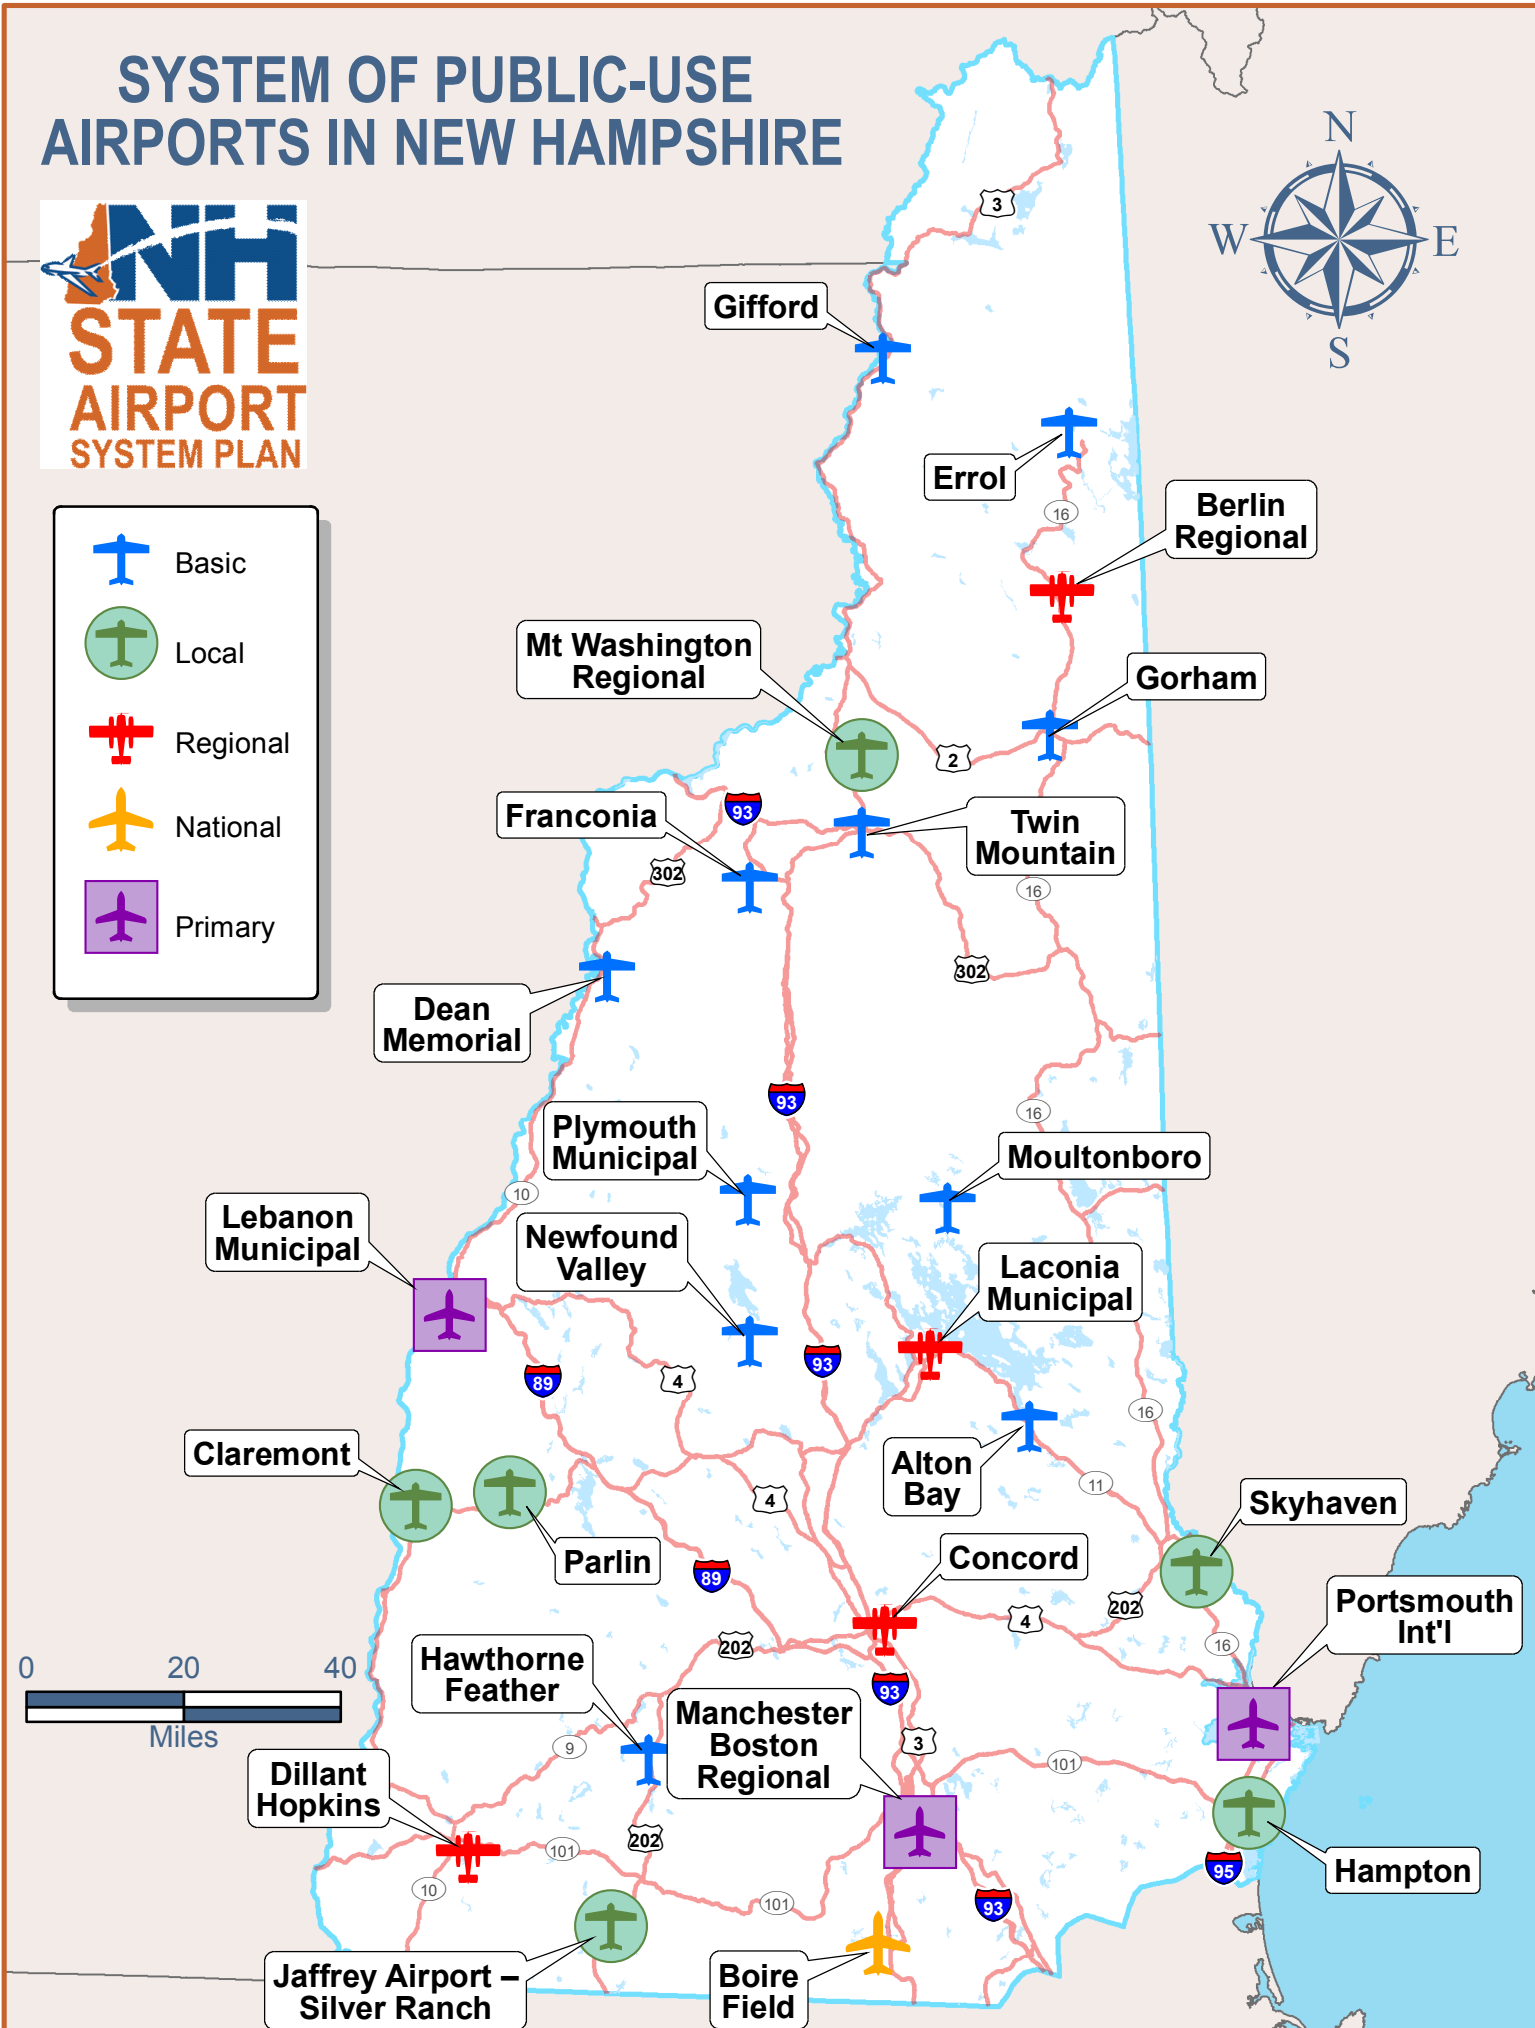 SYSTEM OF PUBLIC-USE
AIRPORTS IN NEW HAMPSHIRE
NH
STATE
AIRPORT
SYSTEM PLAN
N
W
E
S
Basic
Local
Regional
National
Primary
3
Gifford
Errol
16
Berlin
Regional
Mt Washington
Regional
Gorham
2
Franconia
93
Twin
Mountain
302
16
302
Dean
Memorial
93
16
Plymouth
Municipal
Moultonboro
10
Lebanon
Municipal
Newfound
Valley
Laconia
Municipal
93
89
4
16
Claremont
Alton
Bay
11
4
Skyhaven
Parlin
Concord
89
202
4
Portsmouth
Int'l
16
202
Hawthorne
Feather
93
0
20
40
Miles
Manchester
Boston
Regional
3
9
101
Dillant
Hopkins
202
101
Hampton
95
10
101
93
Jaffrey Airport –
Silver Ranch
Boire
Field